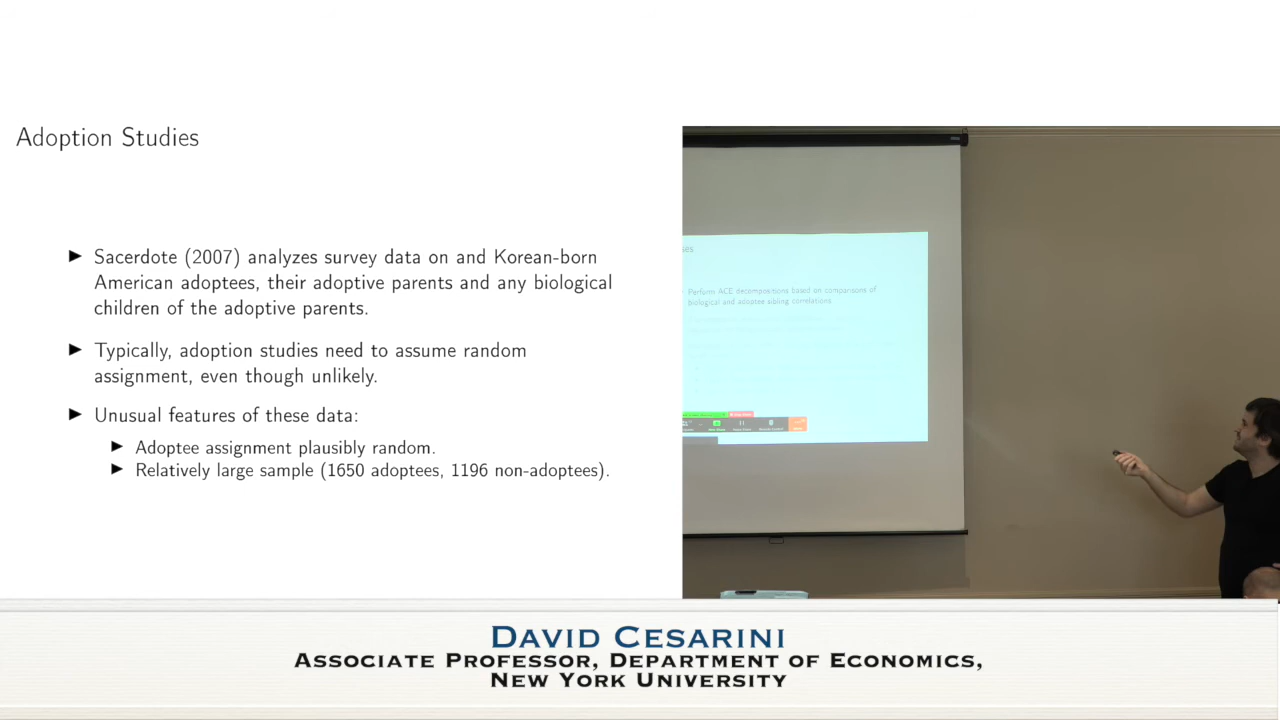 Adoption Studies
► Sacerdote (2007) analyzes survey data on and Korean-born
American adoptees, their adoptive parents and any biological
children of the adoptive parents.
► Typically, adoption studies need to assume random
assignment, even though unlikely.
► Unusual features of these data:
► Adoptee assignment plausibly random.
► Relatively large sample (1650 adoptees, 1196 non-adoptees).
Perform ACE decompositions based on comparisons of
biological and adoptee sibling correlations
DAVID CESARINI
ASSOCIATE PROFESSOR, DEPARTMENT OF ECONOMICS,
NEW YORK UNIVERSITY